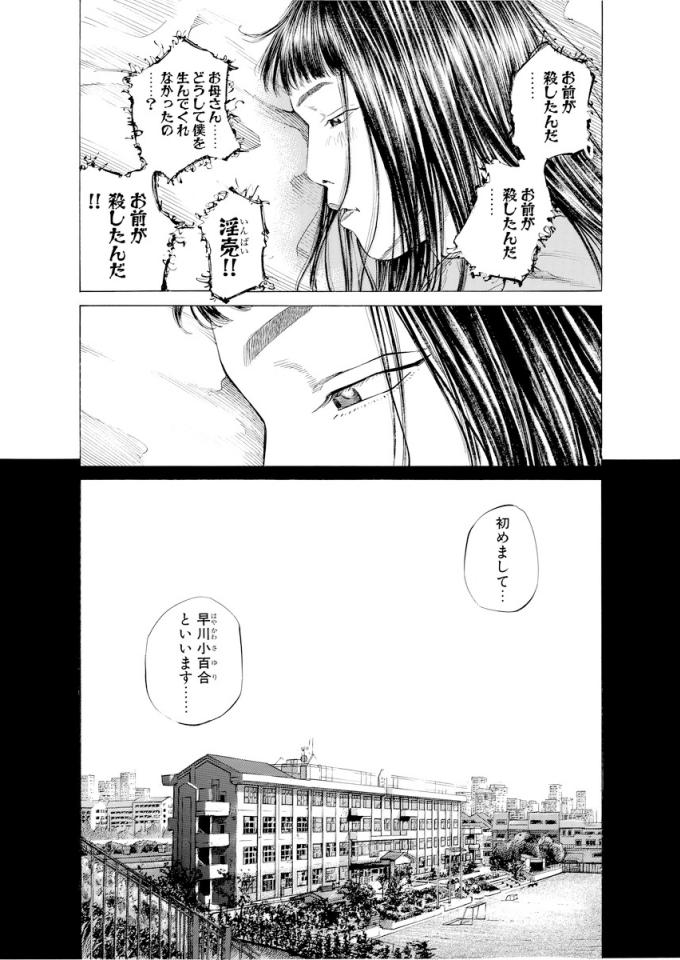 お前が
殺したんだ
……
お前が
殺したんだ
……
お母さん……
どうして僕を
生んでくれ
なかったの
……？
淫売!!
いんばい
お前が
殺したんだ
!!
初めまして…
早川小百合
はやかわさゆり
といいます……